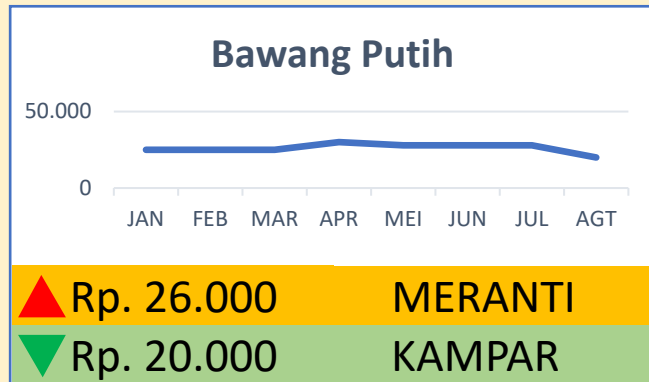 Bawang Putih
50.000
0
JAN FEB MAR APR MEI JUN JUL AGT
Rp. 26.000 MERANTI
Rp. 20.000 KAMPAR